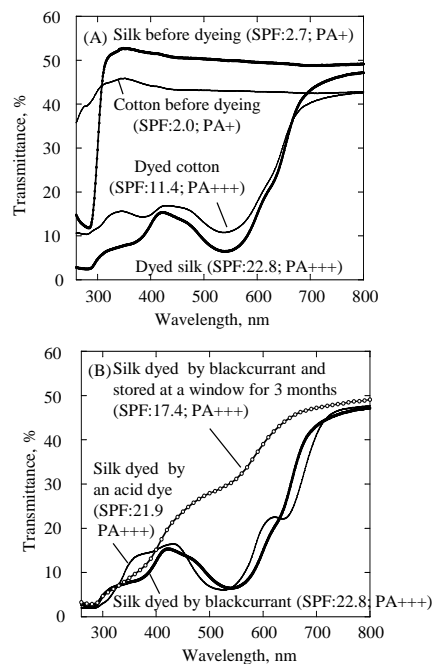 60
(A)
Silk before dyeing (SPF:2.7; PA+)
50
Cotton before dyeing
(SPF:2.0; PA+)
40
30
Dyed cotton
(SPF:11.4; PA+++)
20
10
Dyed silk (SPF:22.8; PA+++)
0
300 400 500 600 700 800
Transmittance, %
Wavelength, nm
60
(B)
Silk dyed by blackcurrant and
stored at a window for 3 months
(SPF:17.4; PA+++)
50
40
30
Silk dyed by
an acid dye
(SPF:21.9
PA+++)
20
10
Silk dyed by blackcurrant (SPF:22.8; PA+++)
0
300 400 500 600 700 800
Transmittance, %
Wavelength, nm